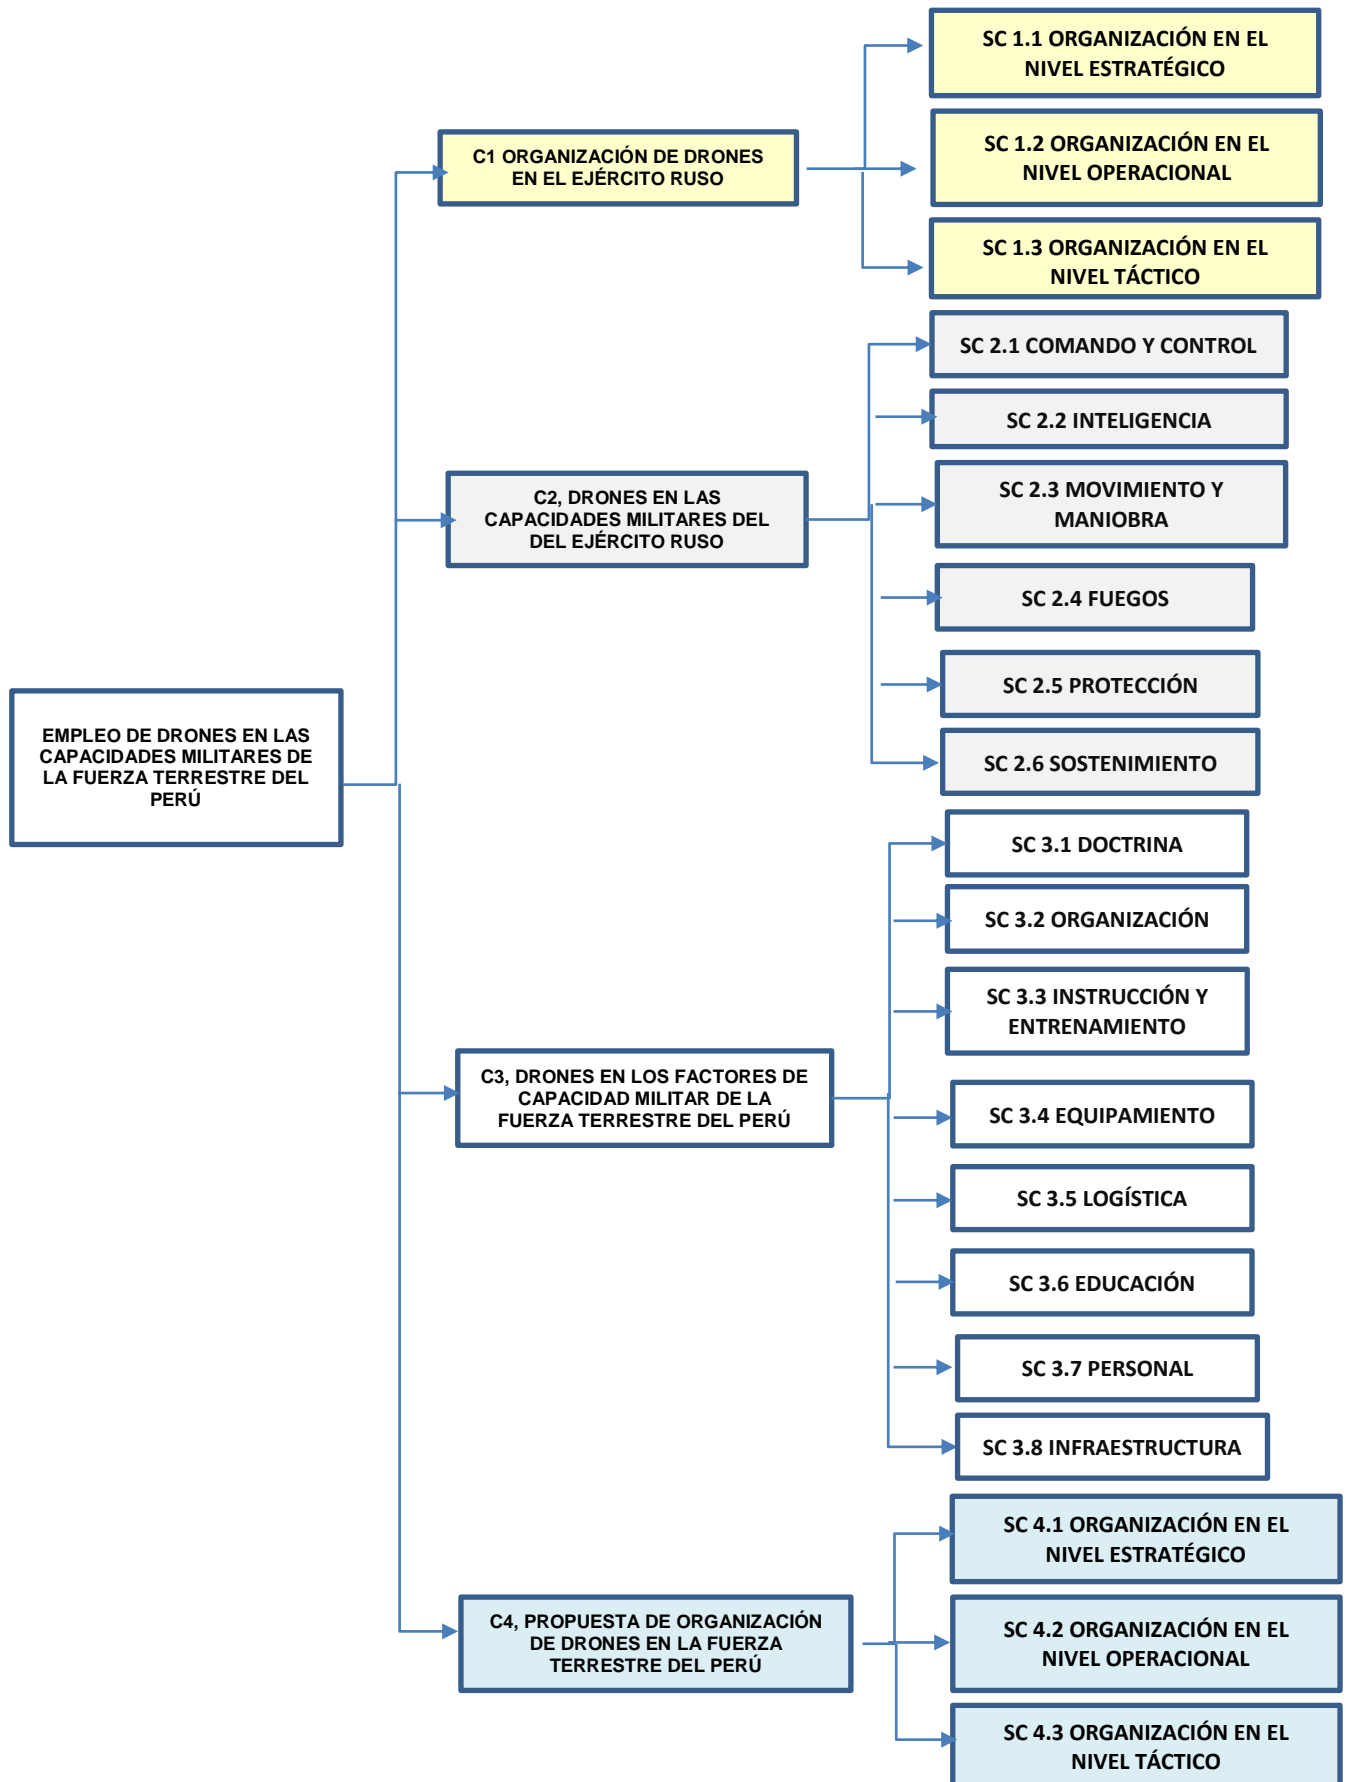 SC 1.1 ORGANIZACIÓN EN EL
NIVEL ESTRATÉGICO
C1 ORGANIZACIÓN DE DRONES
EN EL EJÉRCITO RUSO
SC 1.2 ORGANIZACIÓN EN EL
NIVEL OPERACIONAL
SC 1.3 ORGANIZACIÓN EN EL
NIVEL TÁCTICO
SC 2.1 COMANDO Y CONTROL
SC 2.2 INTELIGENCIA
C2, DRONES EN LAS
CAPACIDADES MILITARES DEL
DEL EJÉRCITO RUSO
SC 2.3 MOVIMIENTO Y
MANIOBRA
SC 2.4 FUEGOS
SC 2.5 PROTECCIÓN
SC 2.6 SOSTENIMIENTO
EMPLEO DE DRONES EN LAS
CAPACIDADES MILITARES DE
LA FUERZA TERRESTRE DEL
PERÚ
SC 3.1 DOCTRINA
SC 3.2 ORGANIZACIÓN
SC 3.3 INSTRUCCIÓN Y
ENTRENAMIENTO
C3, DRONES EN LOS FACTORES DE
CAPACIDAD MILITAR DE LA
FUERZA TERRESTRE DEL PERÚ
SC 3.4 EQUIPAMIENTO
SC 3.5 LOGÍSTICA
SC 3.6 EDUCACIÓN
SC 3.7 PERSONAL
SC 3.8 INFRAESTRUCTURA
SC 4.1 ORGANIZACIÓN EN EL
NIVEL ESTRATÉGICO
C4, PROPUESTA DE ORGANIZACIÓN
DE DRONES EN LA FUERZA
TERRESTRE DEL PERÚ
SC 4.2 ORGANIZACIÓN EN EL
NIVEL OPERACIONAL
SC 4.3 ORGANIZACIÓN EN EL
NIVEL TÁCTICO